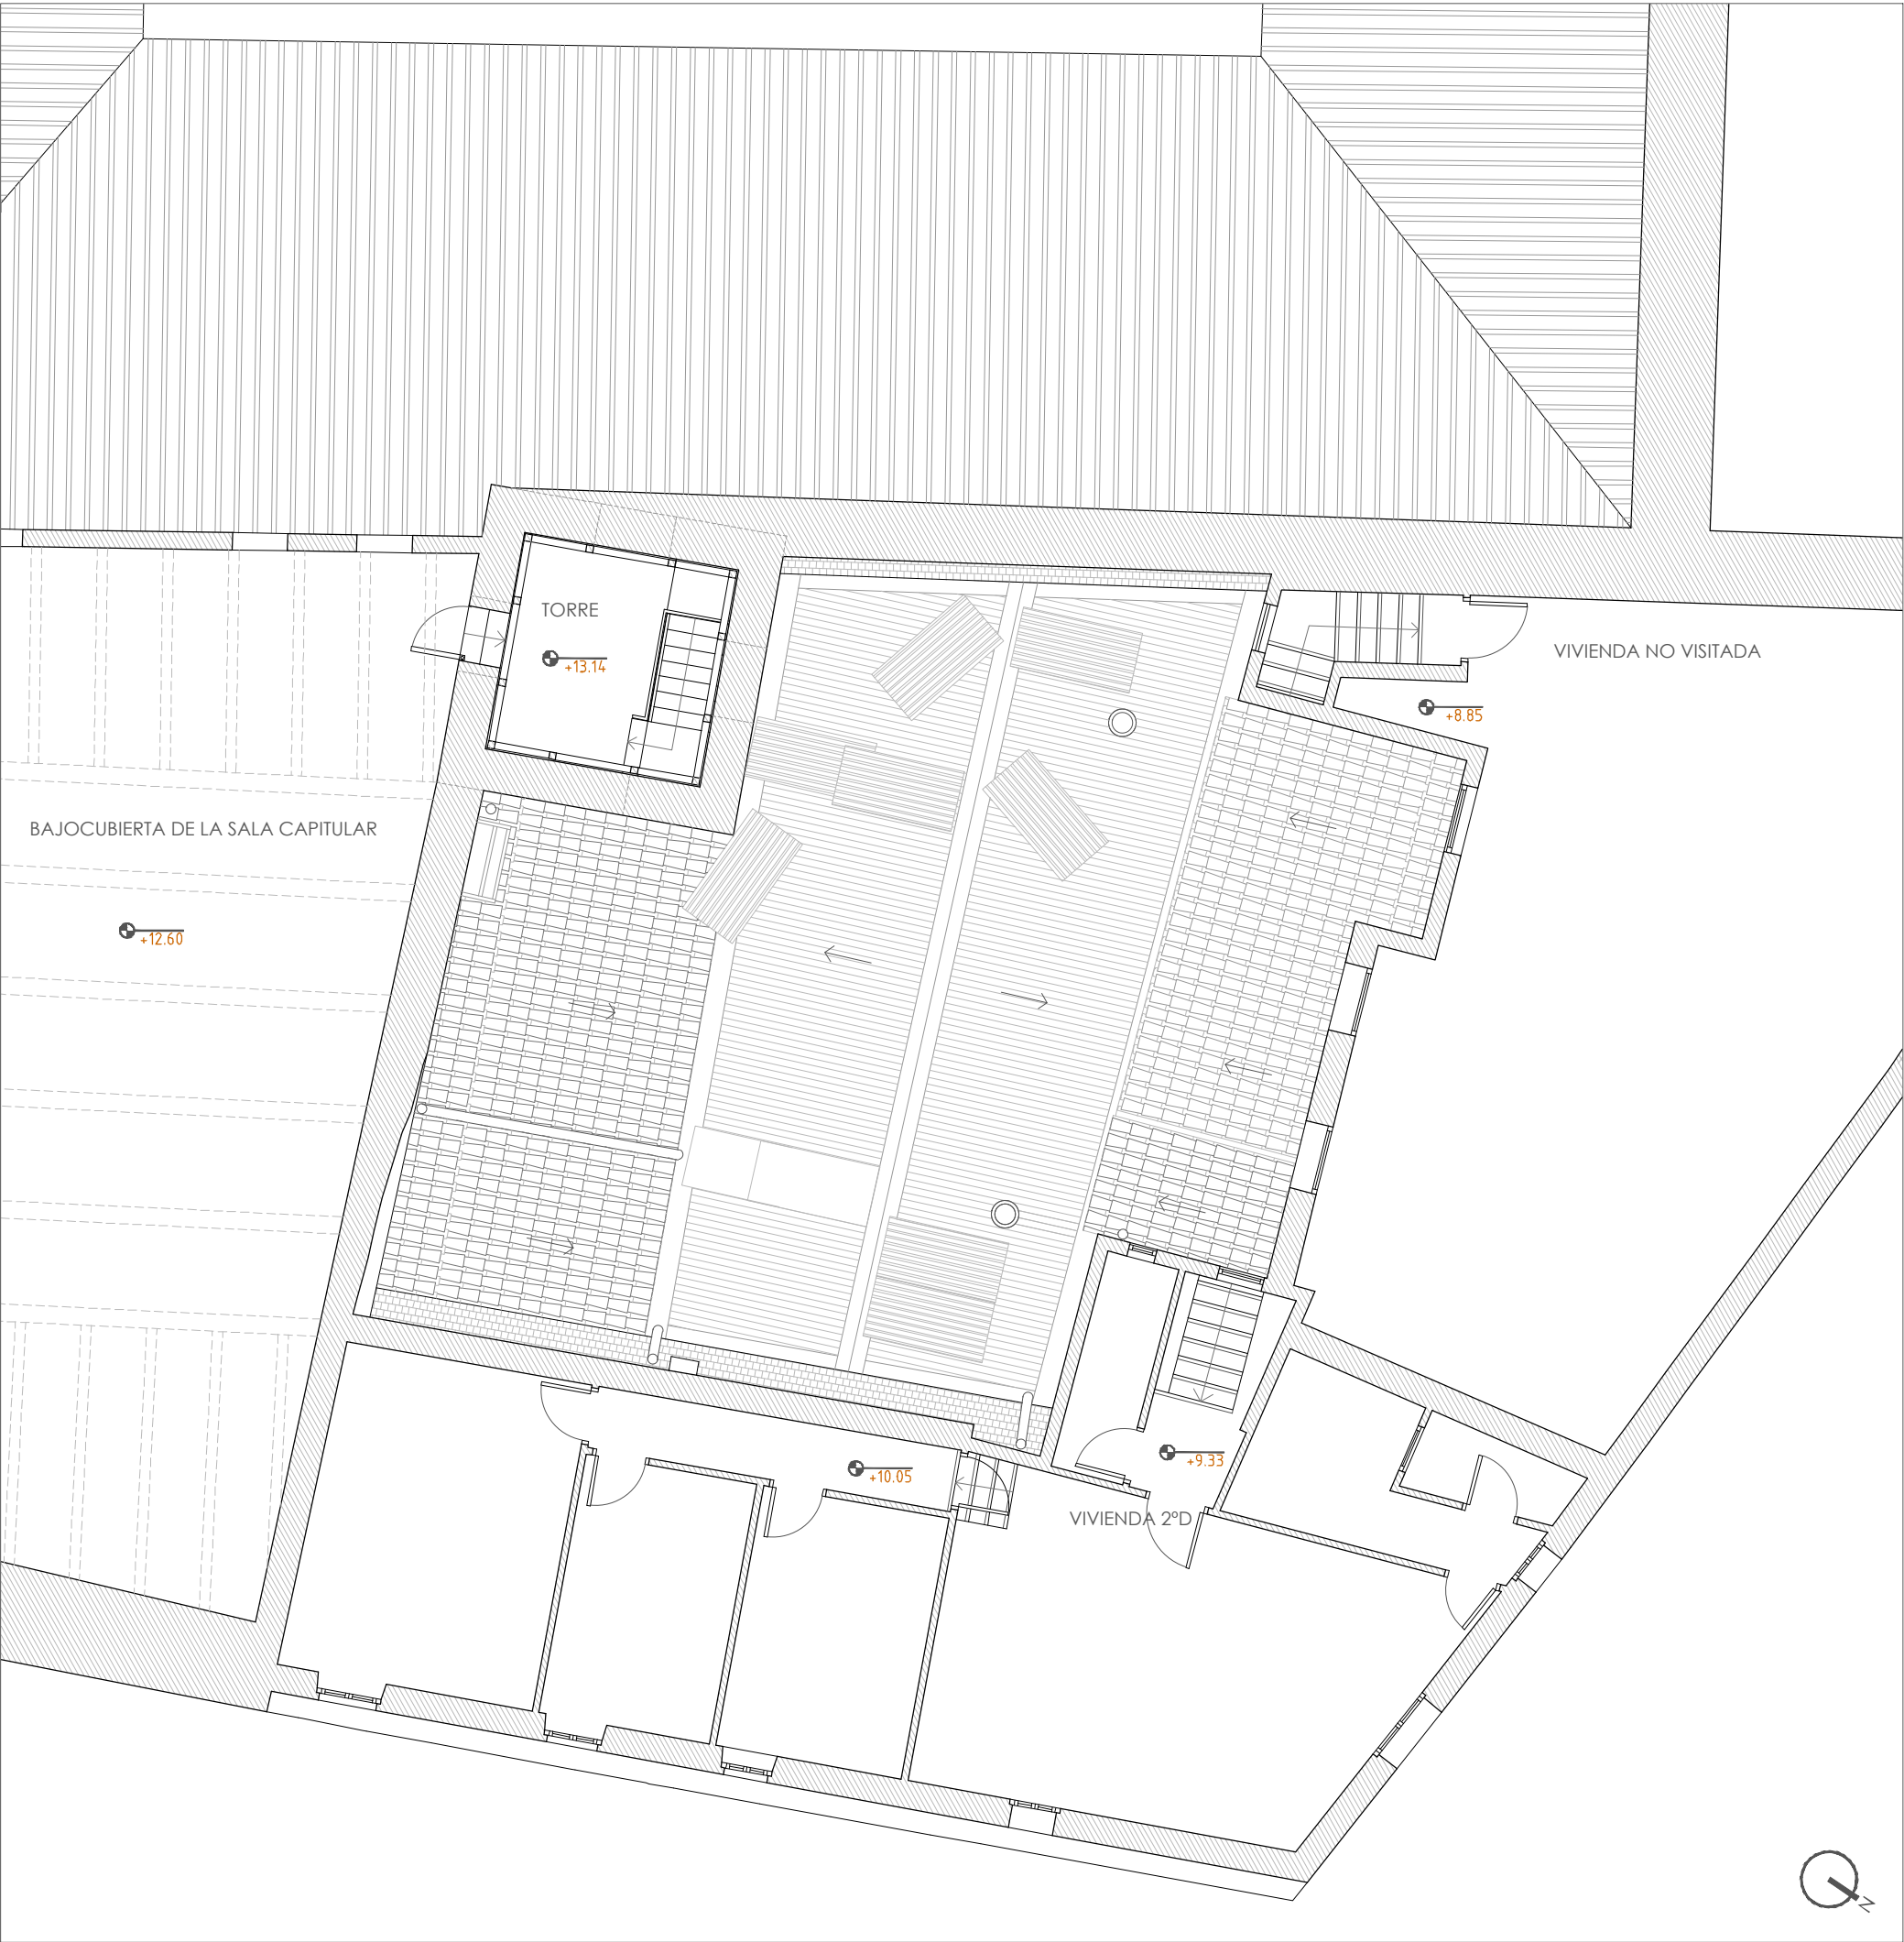 TORRE
+13.14
VIVIENDA NO VISITADA
+8.85
BAJOCUBIERTA DE LA SALA CAPITULAR
+12.60
+9.33
+10.05
VIVIENDA 2ºD
N